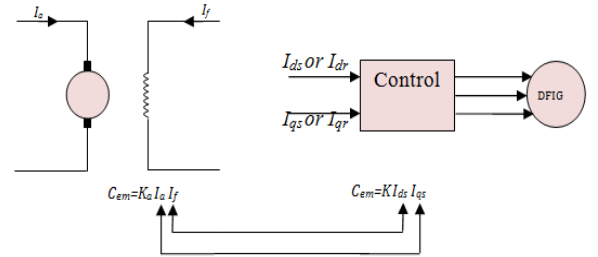 Ia
If
Ids or Idr
Iqs or Iqr
Control
DFIG
Cem=Ka Ia If
Cem=KIds Iqs